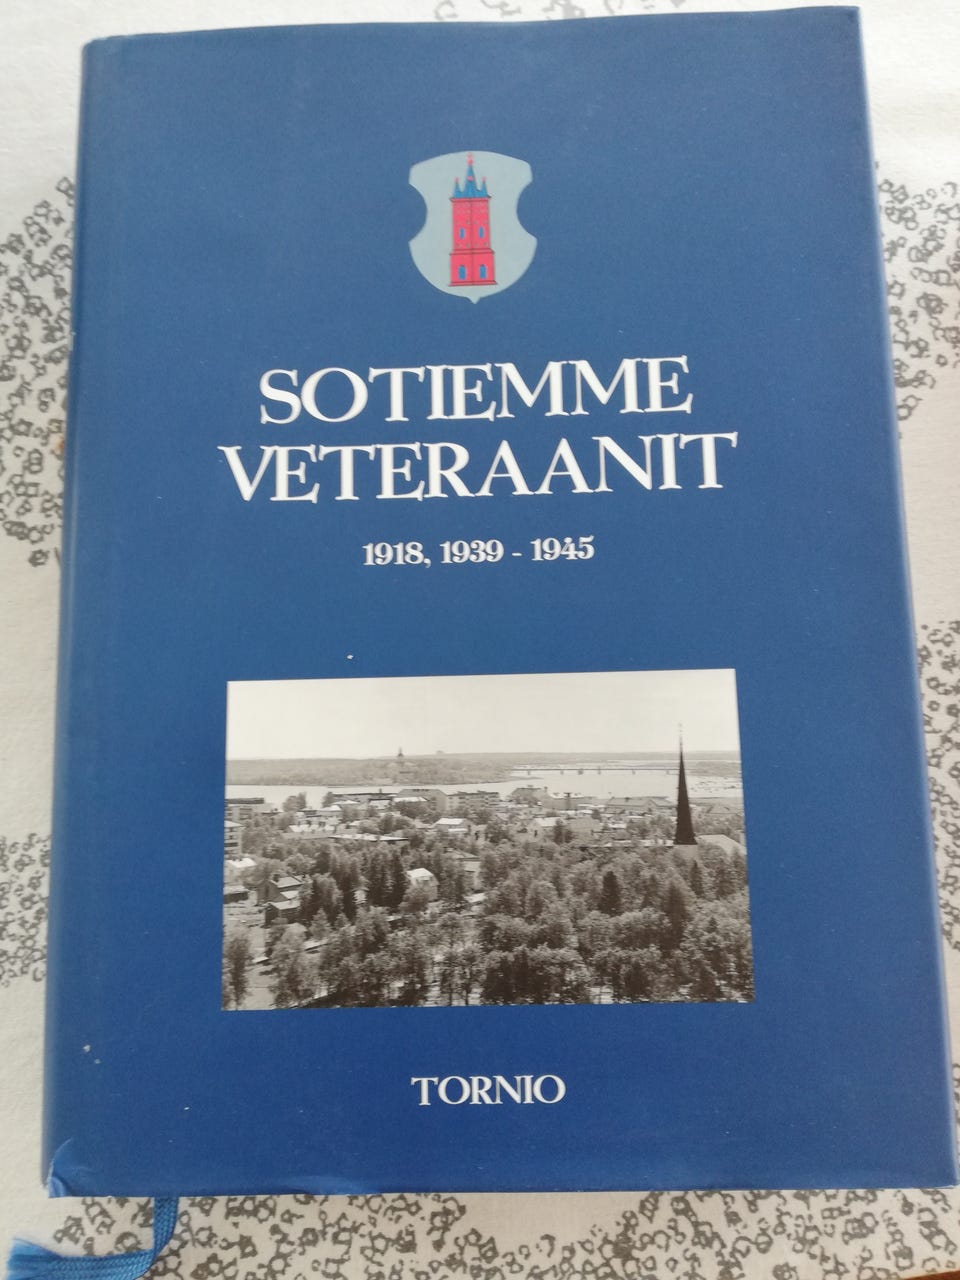 SOTIEMME
VETERAANIT
1918, 1939 - 1945
TORNIO